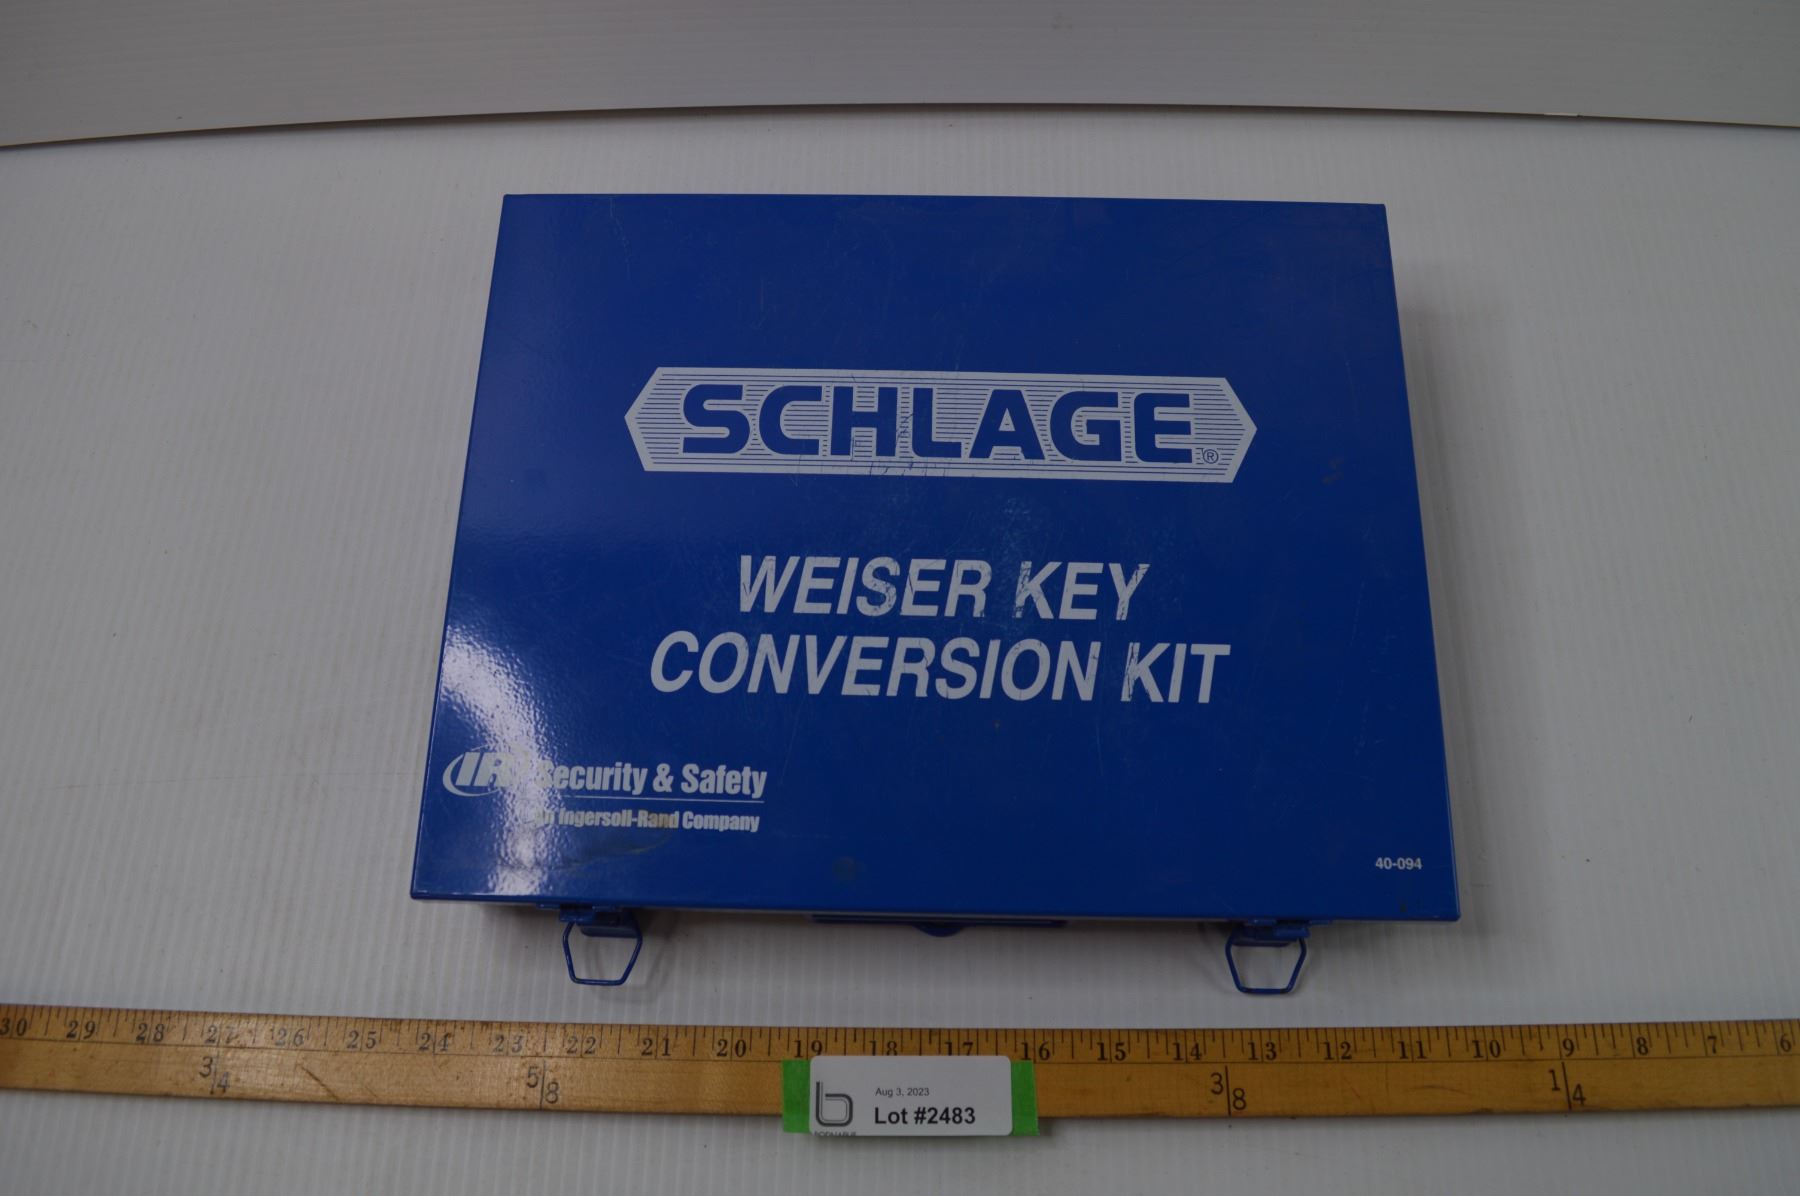 SCHLAGE®
WEISER KEY
CONVERSION KIT
IR Security & Safety
An Ingersoll-Rand Company
40-094
30 29 28 27 26 25 24 23 22 21 20 19 18 17 16 15 14 13 12 11 10 9 8 7 6
3/4 5/8 3/8 1/4
b
Aug 3, 2023
Lot #2483